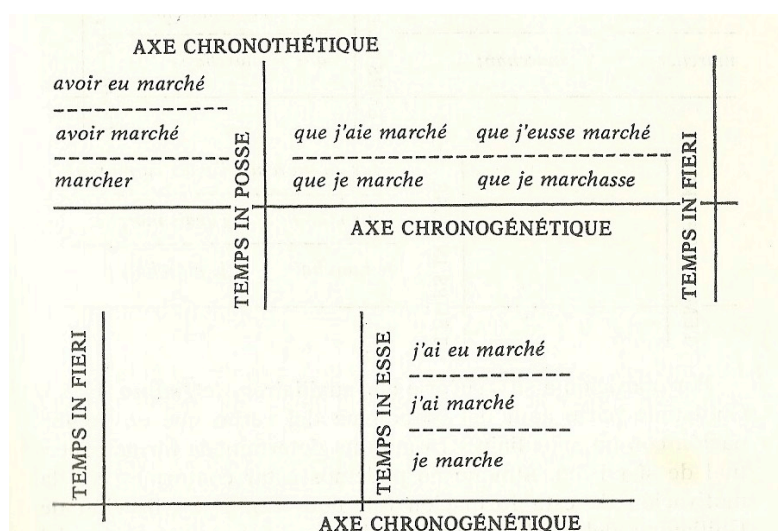 AXE CHRONOTHÉTIQUE
avoir eu marché
avoir marché
marcher
TEMPS IN POSSE
que j'aie marché que j'eusse marché
que je marche que je marchasse
TEMPS IN FIERI
AXE CHRONOGÉNÉTIQUE
TEMPS IN FIERI
TEMPS IN ESSE
j'ai eu marché
j'ai marché
je marche
AXE CHRONOGÉNÉTIQUE